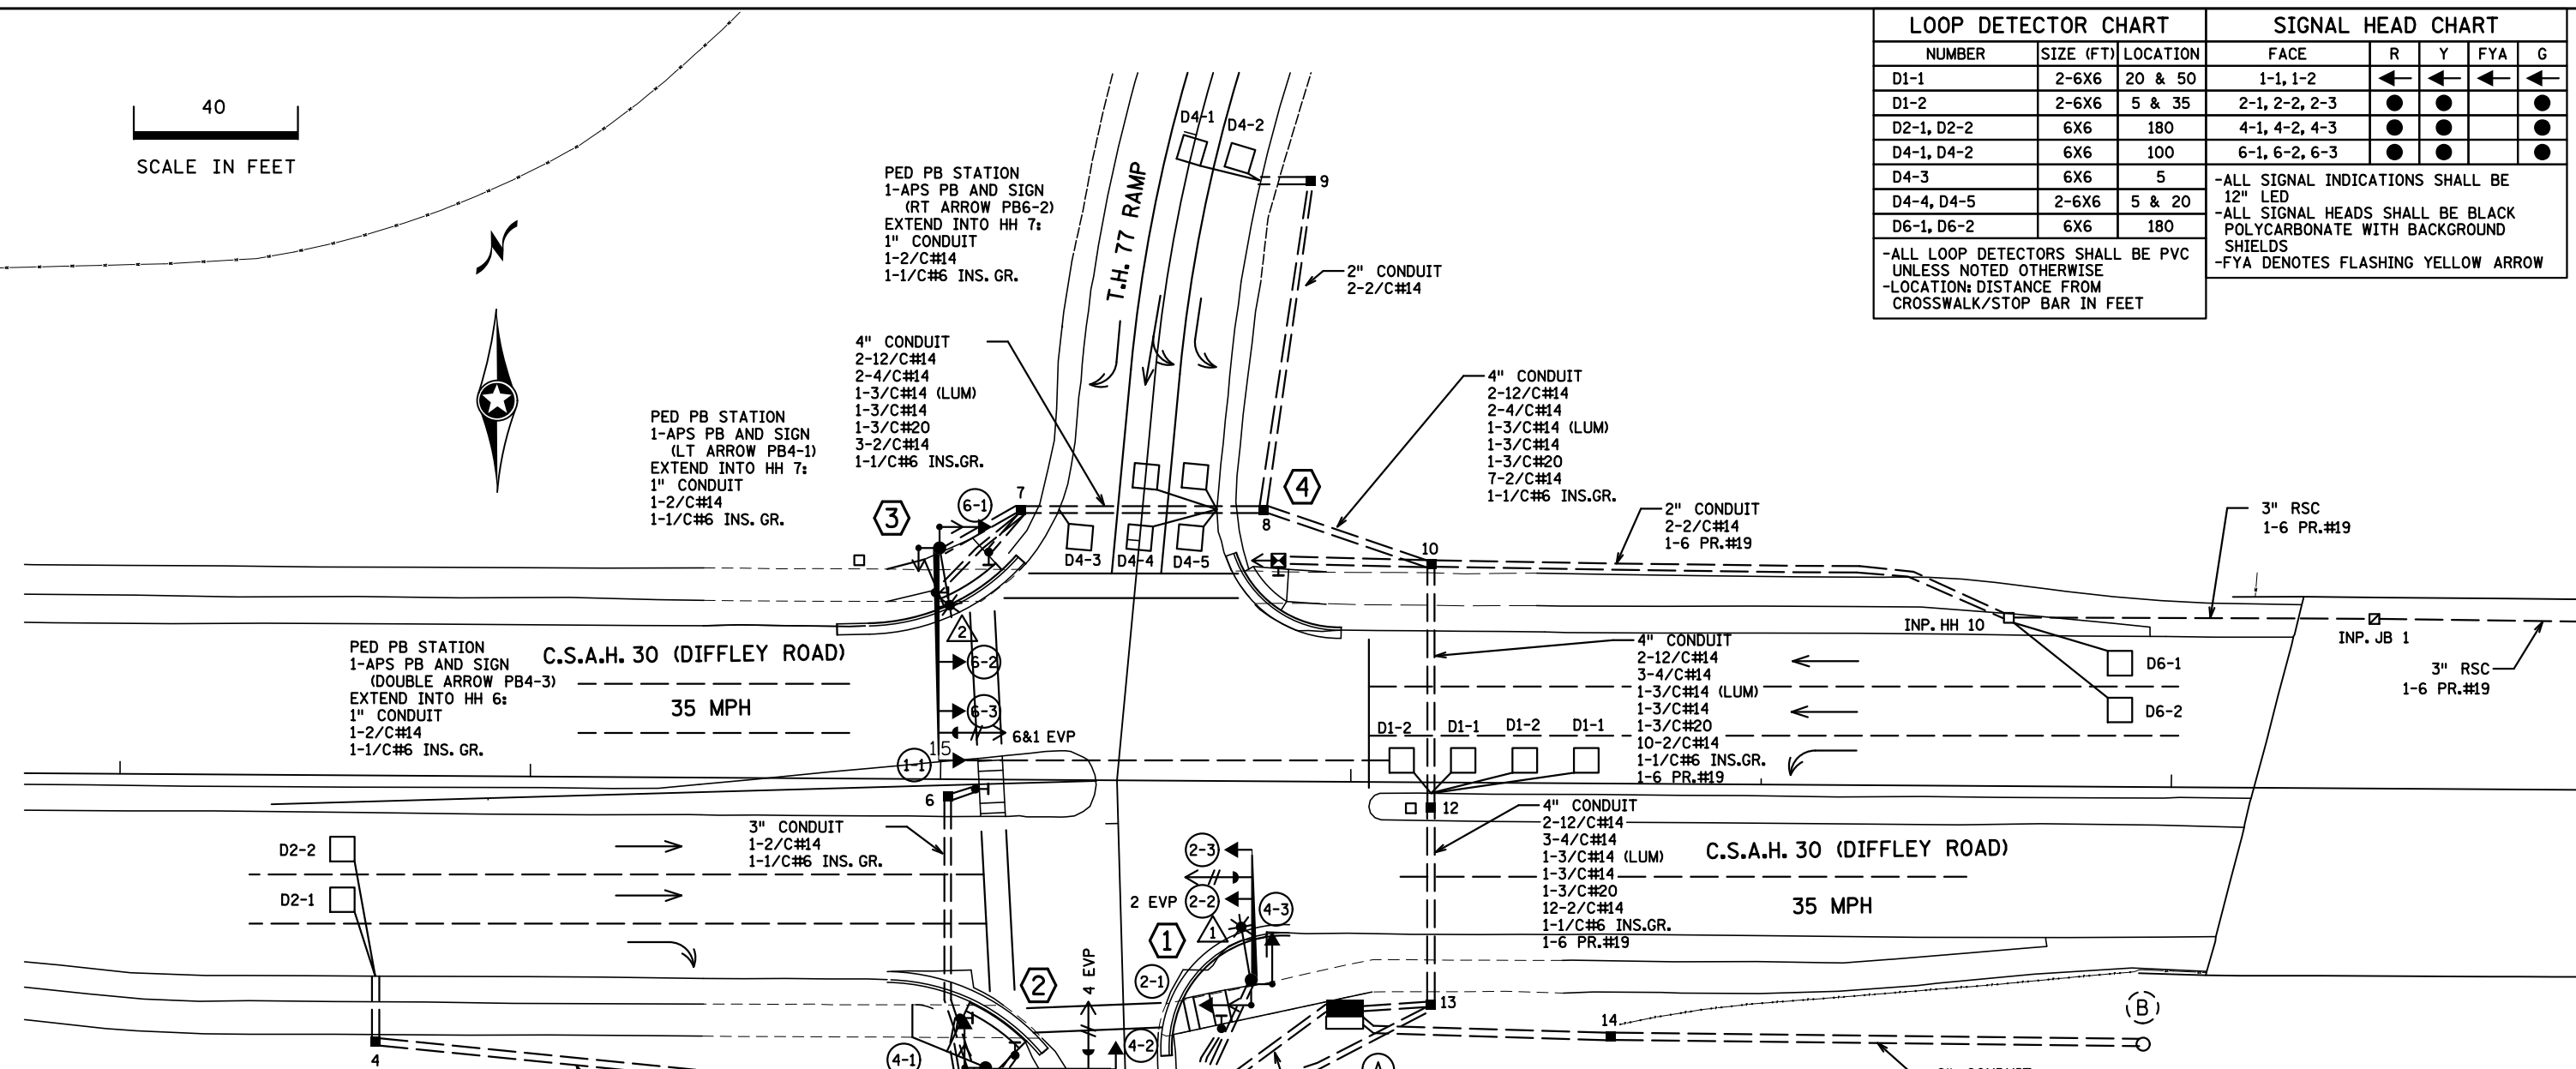 LOOP DETECTOR CHART
NUMBER SIZE (FT) LOCATION
D1-1 2-6X6 20 & 50
D1-2 2-6X6 5 & 35
D2-1, D2-2 6X6 180
D4-1, D4-2 6X6 100
D4-3 6X6 5
D4-4, D4-5 2-6X6 5 & 20
D6-1, D6-2 6X6 180
-ALL LOOP DETECTORS SHALL BE PVC
UNLESS NOTED OTHERWISE
-LOCATION: DISTANCE FROM
CROSSWALK/STOP BAR IN FEET
SIGNAL HEAD CHART
FACE R Y FYA G
1-1, 1-2
2-1, 2-2, 2-3
4-1, 4-2, 4-3
6-1, 6-2, 6-3
-ALL SIGNAL INDICATIONS SHALL BE
12" LED
-ALL SIGNAL HEADS SHALL BE BLACK
POLYCARBONATE WITH BACKGROUND
SHIELDS
-FYA DENOTES FLASHING YELLOW ARROW
40
SCALE IN FEET
N
D4-1
D4-2
9
T.H. 77 RAMP
PED PB STATION
1-APS PB AND SIGN
(RT ARROW PB6-2)
EXTEND INTO HH 7:
1" CONDUIT
1-2/C#14
1-1/C#6 INS. GR.
2" CONDUIT
2-2/C#14
4" CONDUIT
2-12/C#14
2-4/C#14
1-3/C#14 (LUM)
1-3/C#14
1-3/C#20
3-2/C#14
1-1/C#6 INS.GR.
4" CONDUIT
2-12/C#14
2-4/C#14
1-3/C#14 (LUM)
1-3/C#14
1-3/C#20
7-2/C#14
1-1/C#6 INS.GR.
PED PB STATION
1-APS PB AND SIGN
(LT ARROW PB4-1)
EXTEND INTO HH 7:
1" CONDUIT
1-2/C#14
1-1/C#6 INS. GR.
3
6-1
7
4
8
10
2" CONDUIT
2-2/C#14
1-6 PR.#19
3" RSC
1-6 PR.#19
D4-3
D4-4
D4-5
2
INP. HH 10
INP. JB 1
3" RSC
1-6 PR.#19
PED PB STATION
1-APS PB AND SIGN
(DOUBLE ARROW PB4-3)
EXTEND INTO HH 6:
1" CONDUIT
1-2/C#14
1-1/C#6 INS. GR.
C.S.A.H. 30 (DIFFLEY ROAD)
35 MPH
6-2
6-3
6&1 EVP
15
1-1
4" CONDUIT
2-12/C#14
3-4/C#14
1-3/C#14 (LUM)
1-3/C#14
1-3/C#20
10-2/C#14
1-1/C#6 INS.GR.
1-6 PR.#19
D6-1
D6-2
D1-2
D1-1
D1-2
D1-1
6
12
3" CONDUIT
1-2/C#14
1-1/C#6 INS. GR.
4" CONDUIT
2-12/C#14
3-4/C#14
1-3/C#14 (LUM)
1-3/C#14
1-3/C#20
12-2/C#14
1-1/C#6 INS.GR.
1-6 PR.#19
C.S.A.H. 30 (DIFFLEY ROAD)
35 MPH
D2-2
D2-1
2-3
2 EVP
2-2
4-3
1
1
2-1
4 EVP
2
4-1
4-2
4
13
14
A
B